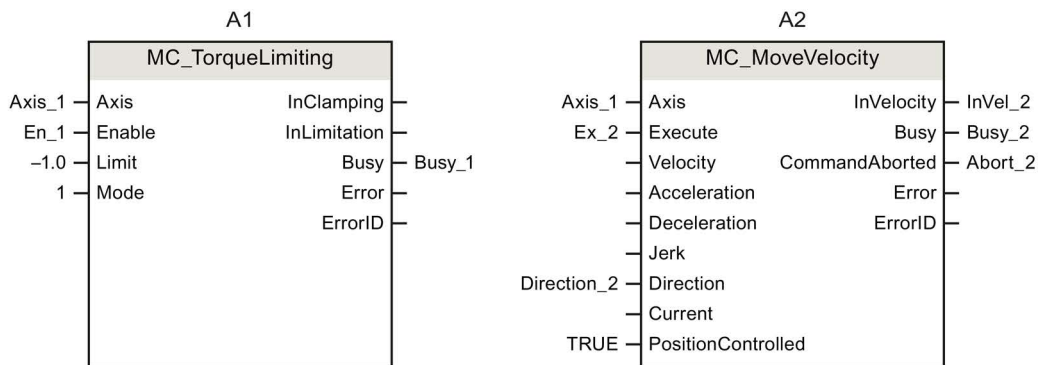 A1
MC_TorqueLimiting
Axis_1 Axis InClamping
En_1 Enable InLimitation
–1.0 Limit Busy Busy_1
1 Mode Error
ErrorID
A2
MC_MoveVelocity
Axis_1 Axis InVelocity InVel_2
Ex_2 Execute Busy Busy_2
Velocity CommandAborted Abort_2
Acceleration Error
Deceleration ErrorID
Jerk
Direction_2 Direction
Current
TRUE PositionControlled